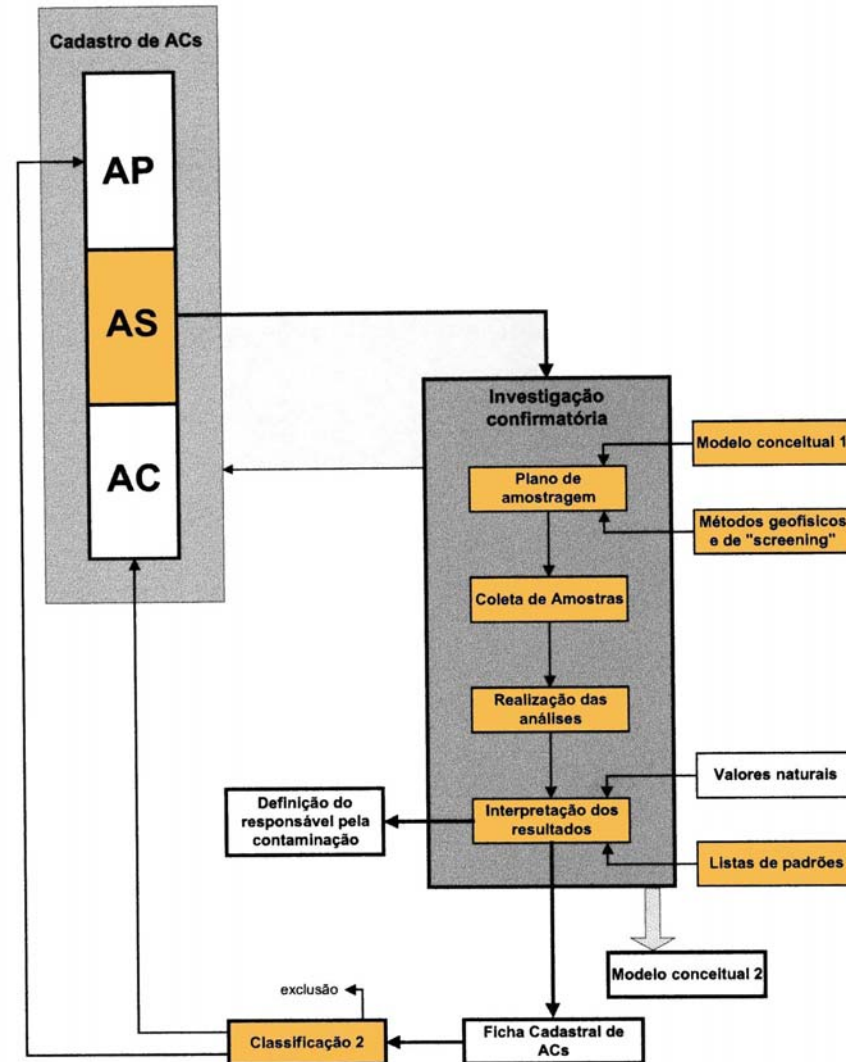 Cadastro de ACs
AP
AS
AC
Investigação
confirmatória
Modelo conceitual 1
Plano de
amostragem
Métodos geofisicos
e de "screening"
Coleta de Amostras
Realização das
análises
Valores naturais
Definição do
responsável pela
contaminação
Interpretação dos
resultados
Listas de padrões
Modelo conceitual 2
exclusão
Classificação 2
Ficha Cadastral de
ACs